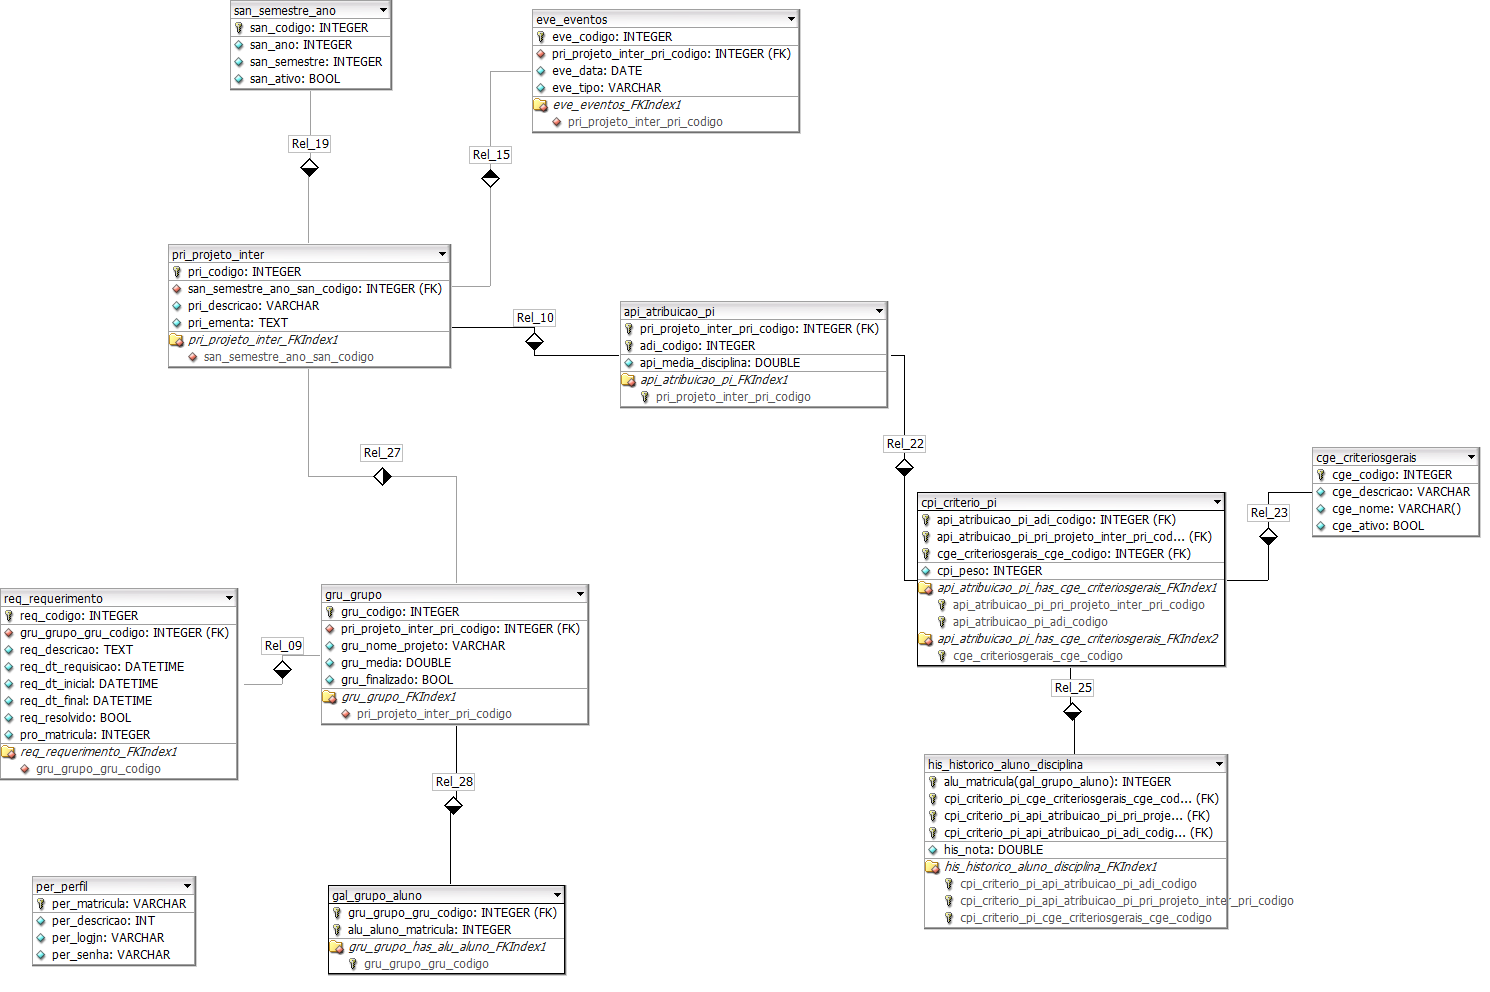 san_semestre_ano
san_codigo: INTEGER
san_ano: INTEGER
san_semestre: INTEGER
san_ativo: BOOL
eve_eventos
eve_codigo: INTEGER
pri_projeto_inter_pri_codigo: INTEGER (FK)
eve_data: DATE
eve_tipo: VARCHAR
eve_eventos_FKIndex1
pri_projeto_inter_pri_codigo
Rel_19
Rel_15
pri_projeto_inter
pri_codigo: INTEGER
san_semestre_ano_san_codigo: INTEGER (FK)
pri_descricao: VARCHAR
pri_ementa: TEXT
pri_projeto_inter_FKIndex1
san_semestre_ano_san_codigo
Rel_10
api_atribuicao_pi
pri_projeto_inter_pri_codigo: INTEGER (FK)
adi_codigo: INTEGER
api_media_disciplina: DOUBLE
api_atribuicao_pi_FKIndex1
pri_projeto_inter_pri_codigo
Rel_27
Rel_22
cge_criteriosgerais
cge_codigo: INTEGER
cge_descricao: VARCHAR
cge_nome: VARCHAR()
cge_ativo: BOOL
Rel_23
cpi_criterio_pi
api_atribuicao_pi_adi_codigo: INTEGER (FK)
api_atribuicao_pi_pri_projeto_inter_pri_cod... (FK)
cge_criteriosgerais_cge_codigo: INTEGER (FK)
cpi_peso: INTEGER
api_atribuicao_pi_has_cge_criteriosgerais_FKIndex1
api_atribuicao_pi_pri_projeto_inter_pri_codigo
api_atribuicao_pi_adi_codigo
api_atribuicao_pi_has_cge_criteriosgerais_FKIndex2
cge_criteriosgerais_cge_codigo
req_requerimento
req_codigo: INTEGER
gru_grupo_gru_codigo: INTEGER (FK)
req_descricao: TEXT
req_dt_requisicao: DATETIME
req_dt_inicial: DATETIME
req_dt_final: DATETIME
req_resolvido: BOOL
pro_matricula: INTEGER
req_requerimento_FKIndex1
gru_grupo_gru_codigo
Rel_09
gru_grupo
gru_codigo: INTEGER
pri_projeto_inter_pri_codigo: INTEGER (FK)
gru_nome_projeto: VARCHAR
gru_media: DOUBLE
gru_finalizado: BOOL
gru_grupo_FKIndex1
pri_projeto_inter_pri_codigo
Rel_25
Rel_28
his_historico_aluno_disciplina
alu_matricula(gal_grupo_aluno): INTEGER
cpi_criterio_pi_cge_criteriosgerais_cge_cod... (FK)
cpi_criterio_pi_api_atribuicao_pi_pri_proje... (FK)
cpi_criterio_pi_api_atribuicao_pi_adi_codig... (FK)
his_nota: DOUBLE
his_historico_aluno_disciplina_FKIndex1
cpi_criterio_pi_api_atribuicao_pi_adi_codigo
cpi_criterio_pi_api_atribuicao_pi_pri_projeto_inter_pri_codigo
cpi_criterio_pi_cge_criteriosgerais_cge_codigo
per_perfil
per_matricula: VARCHAR
per_descricao: INT
per_logjn: VARCHAR
per_senha: VARCHAR
gal_grupo_aluno
gru_grupo_gru_codigo: INTEGER (FK)
alu_aluno_matricula: INTEGER
gru_grupo_has_alu_aluno_FKIndex1
gru_grupo_gru_codigo